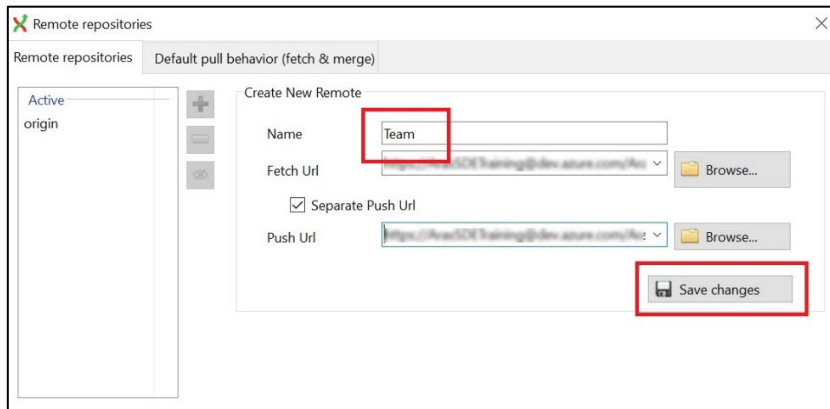 Remote repositories
Remote repositories
Default pull behavior (fetch & merge)
Active
origin
Create New Remote
Name
Team
Fetch Url
Browse...
Separate Push Url
Push Url
Browse...
Save changes